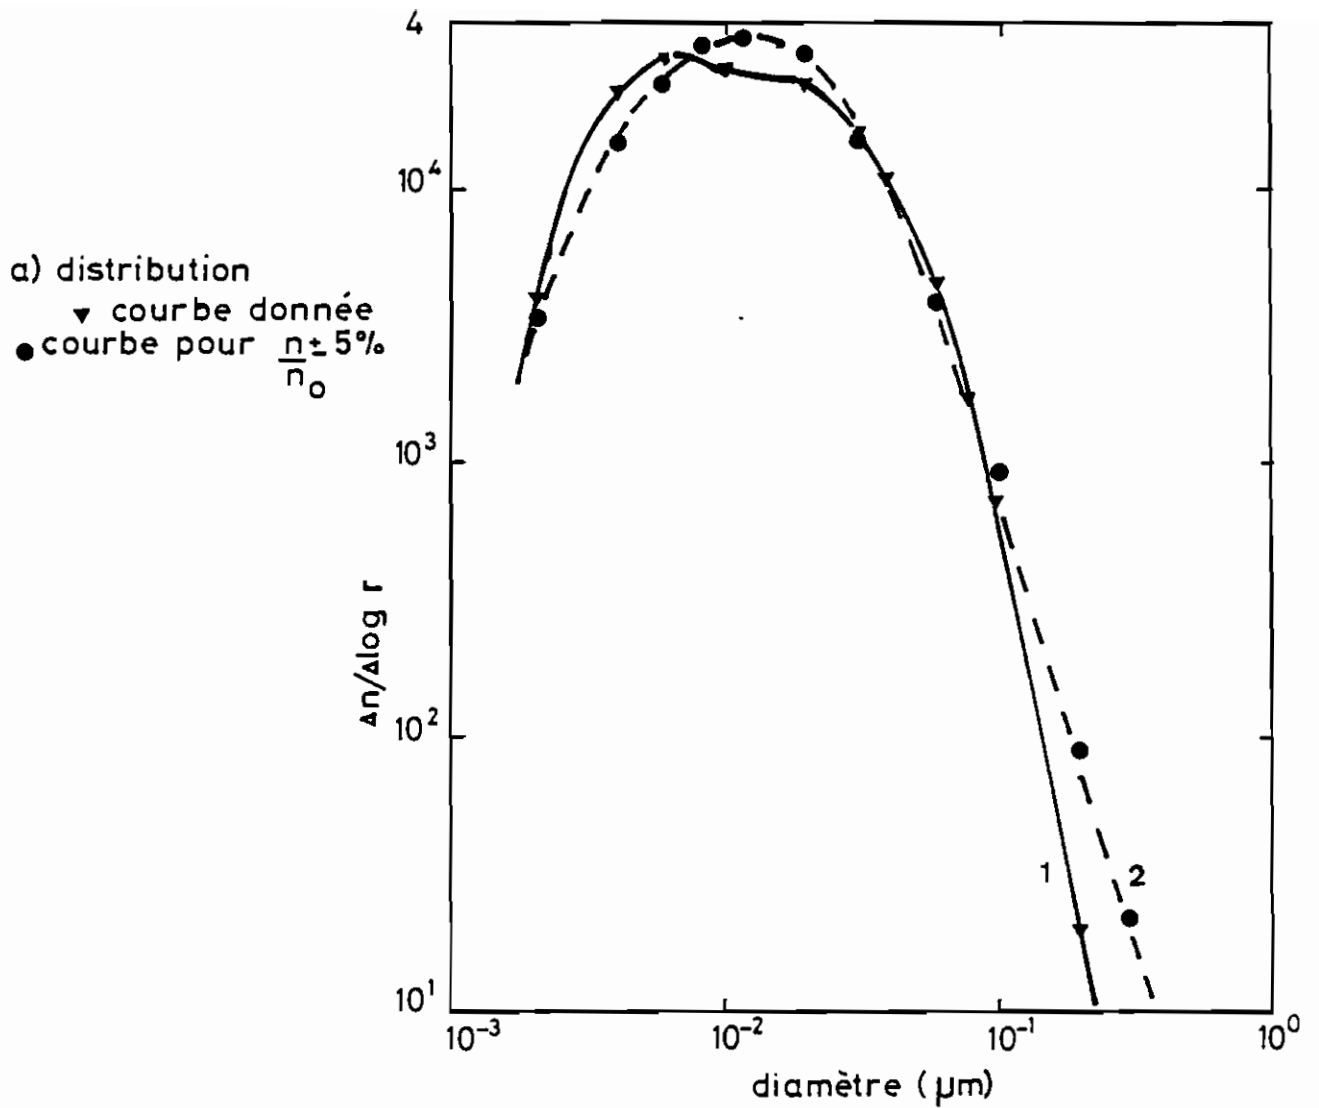 4
10⁴
a) distribution
▼ courbe donnée
● courbe pour n/n₀ ± 5%
10³
Δn/Δlog r
10²
1
2
10¹
10⁻³
10⁻²
10⁻¹
10⁰
diamètre (μm)